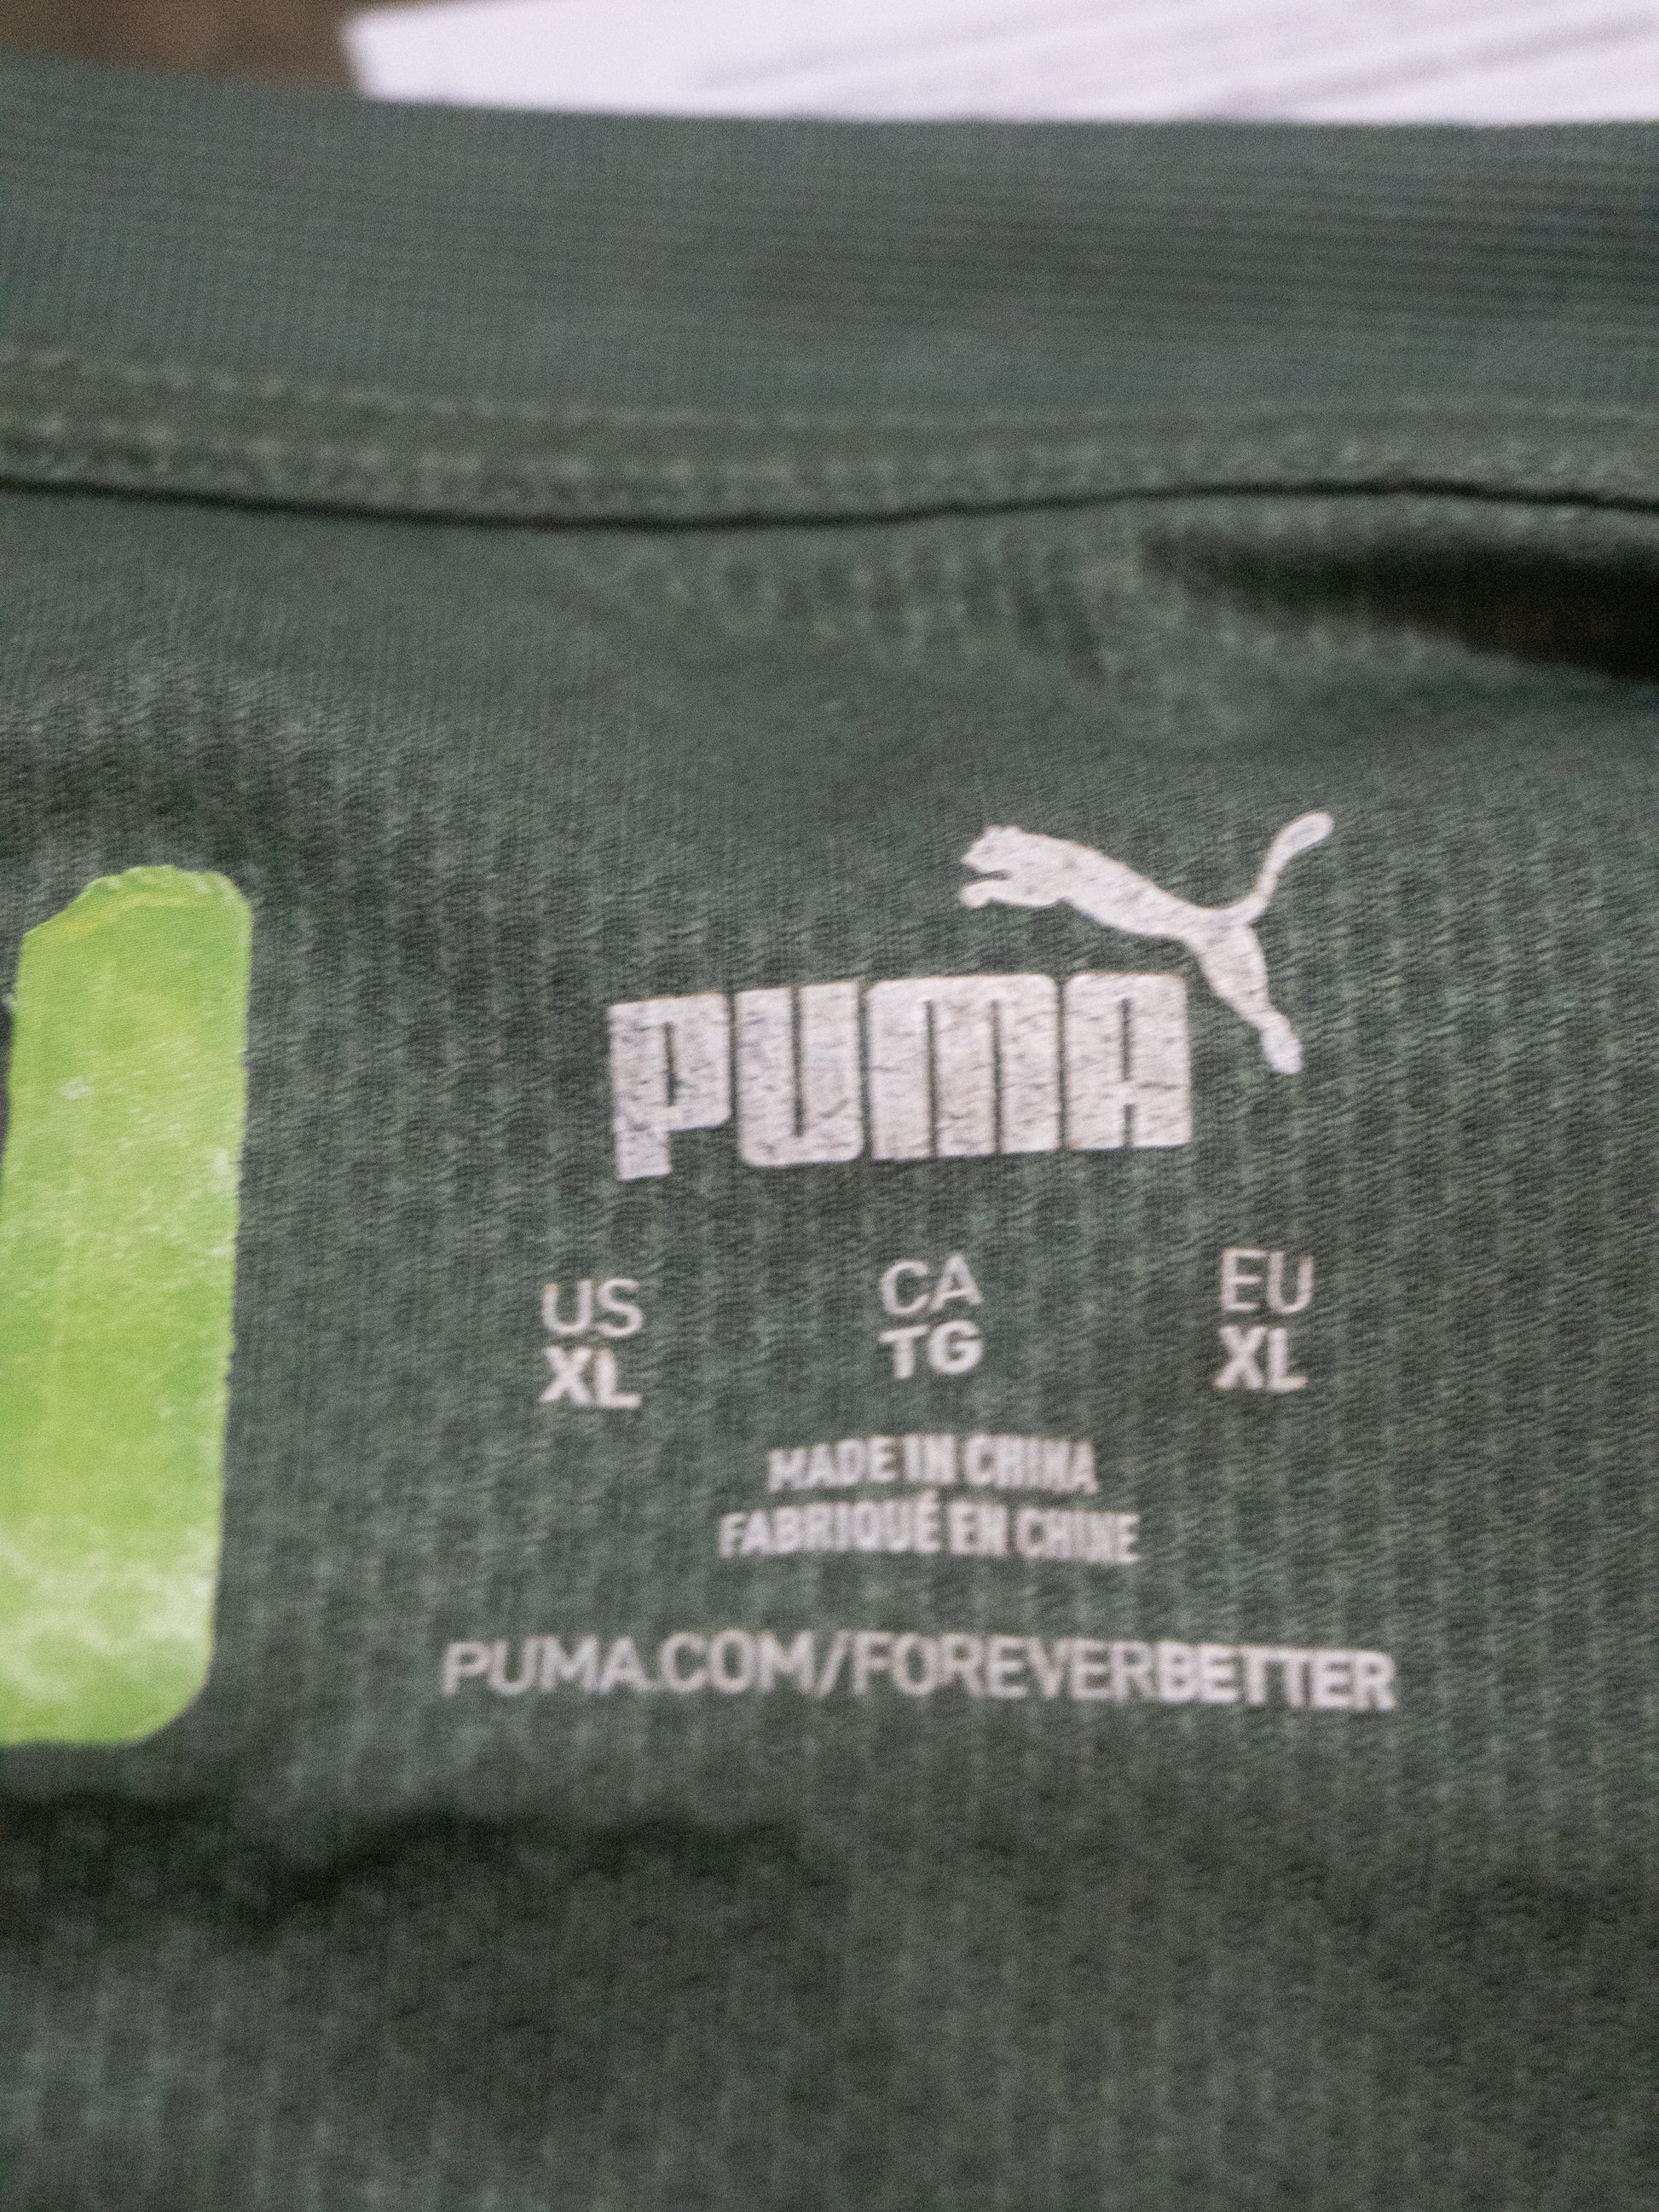 PUMA
US CA EU
XL TG XL
MADE IN CHINA
FABRIQUÉ EN CHINE
PUMA.COM/FOREVERBETTER